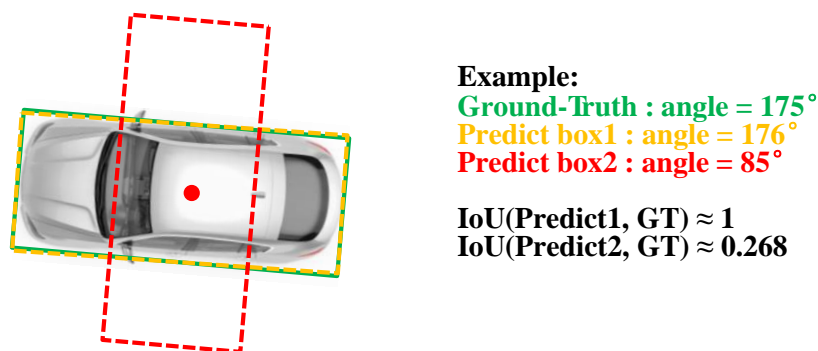 Example:
Ground-Truth : angle = 175°
Predict box1 : angle = 176°
Predict box2 : angle = 85°
IoU(Predict1, GT) ≈ 1
IoU(Predict2, GT) ≈ 0.268